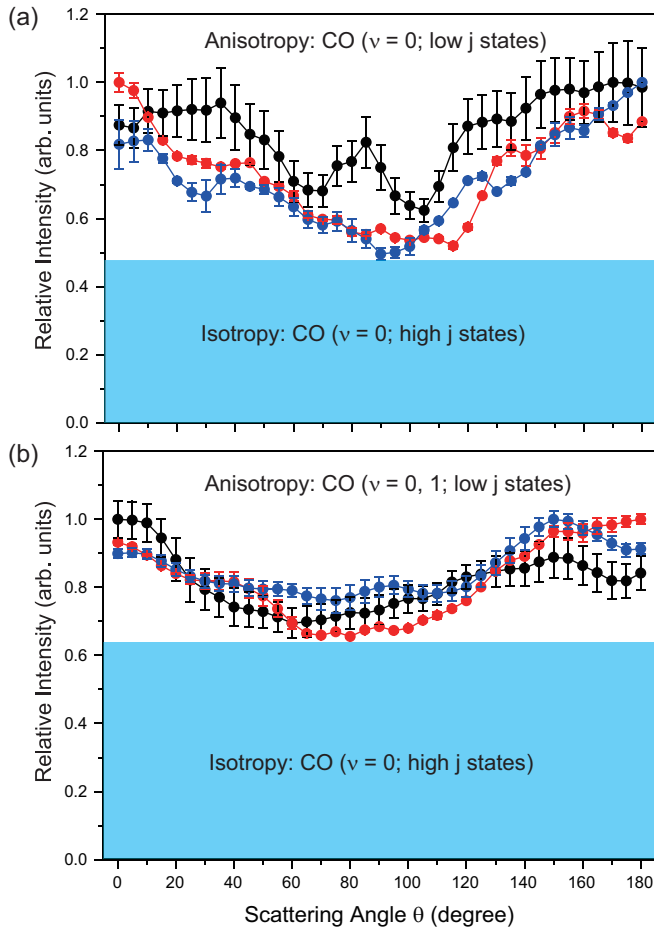 (a)
Anisotropy: CO (ν = 0; low j states)
1.2
1.0
0.8
0.6
0.4
0.2
0.0
Relative Intensity (arb. units)
Isotropy: CO (ν = 0; high j states)
(b)
Anisotropy: CO (ν = 0, 1; low j states)
1.2
1.0
0.8
0.6
0.4
0.2
0.0
Relative Intensity (arb. units)
Isotropy: CO (ν = 0; high j states)
0 20 40 60 80 100 120 140 160 180
Scattering Angle θ (degree)